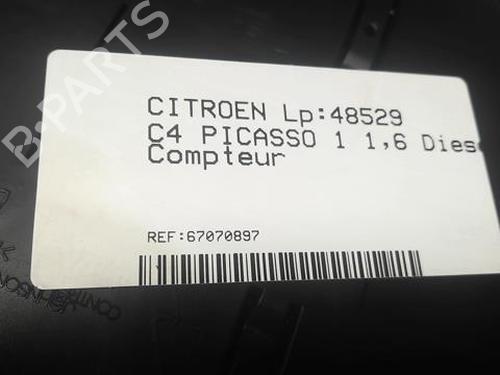 B-PARTS
CITROEN Lp:48529
C4 PICASSO 1 1,6 Dies
Compteur
REF:67070897